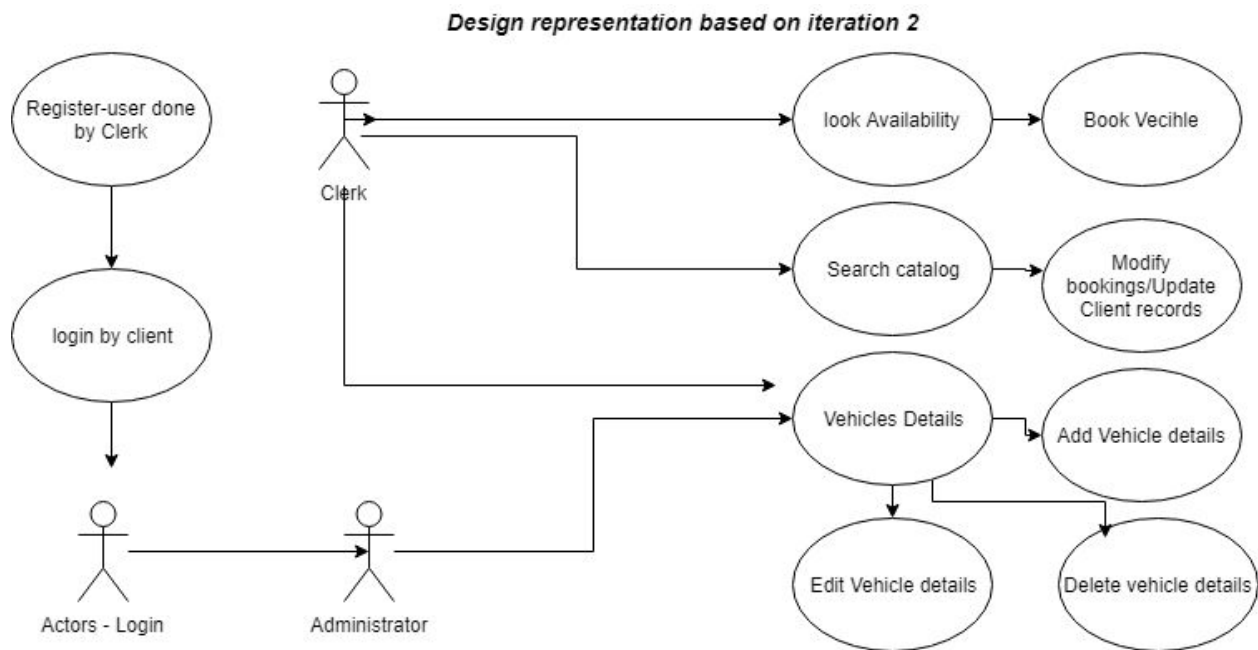 Design representation based on iteration 2
Register-user done
by Clerk
Clerk
look Availability
Book Vecihle
login by client
Search catalog
Modify
bookings/Update
Client records
Vehicles Details
Add Vehicle details
Edit Vehicle details
Delete vehicle details
Actors - Login
Administrator